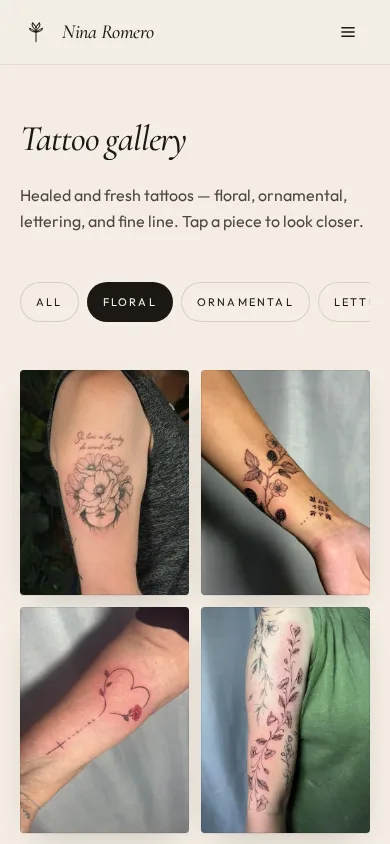 Nina Romero
Tattoo gallery
Healed and fresh tattoos — floral, ornamental,
lettering, and fine line. Tap a piece to look closer.
ALL
FLORAL
ORNAMENTAL